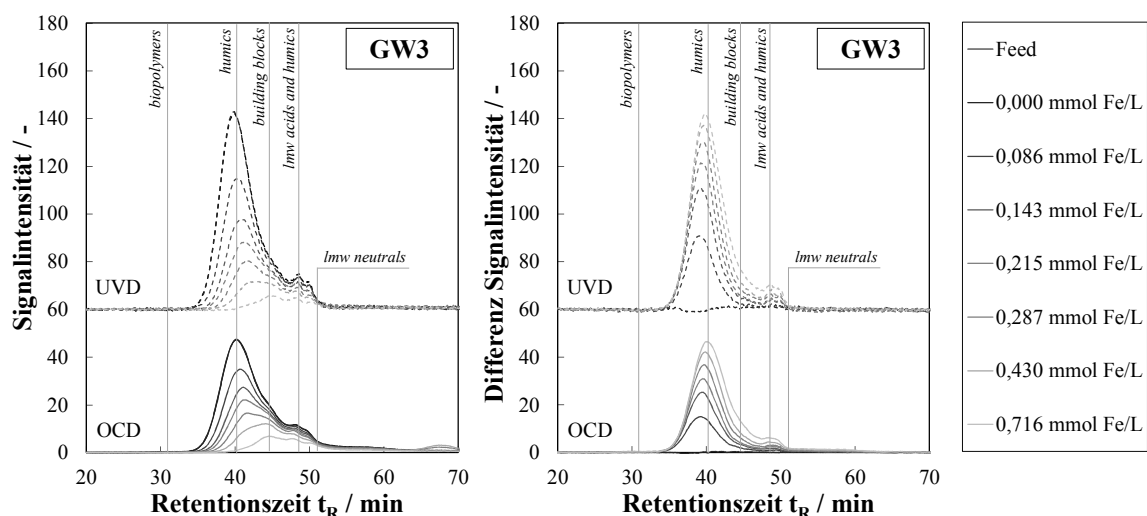 180
160
140
120
100
80
60
40
20
0
Signalintensität / -
biopolymers
humics
building blocks
lmw acids and humics
lmw neutrals
GW3
UVD
OCD
20 30 40 50 60 70
Retentionszeit tR / min
180
160
140
120
100
80
60
40
20
0
Differenz Signalintensität / -
biopolymers
humics
building blocks
lmw acids and humics
lmw neutrals
GW3
UVD
OCD
20 30 40 50 60 70
Retentionszeit tR / min
Feed
0,000 mmol Fe/L
0,086 mmol Fe/L
0,143 mmol Fe/L
0,215 mmol Fe/L
0,287 mmol Fe/L
0,430 mmol Fe/L
0,716 mmol Fe/L